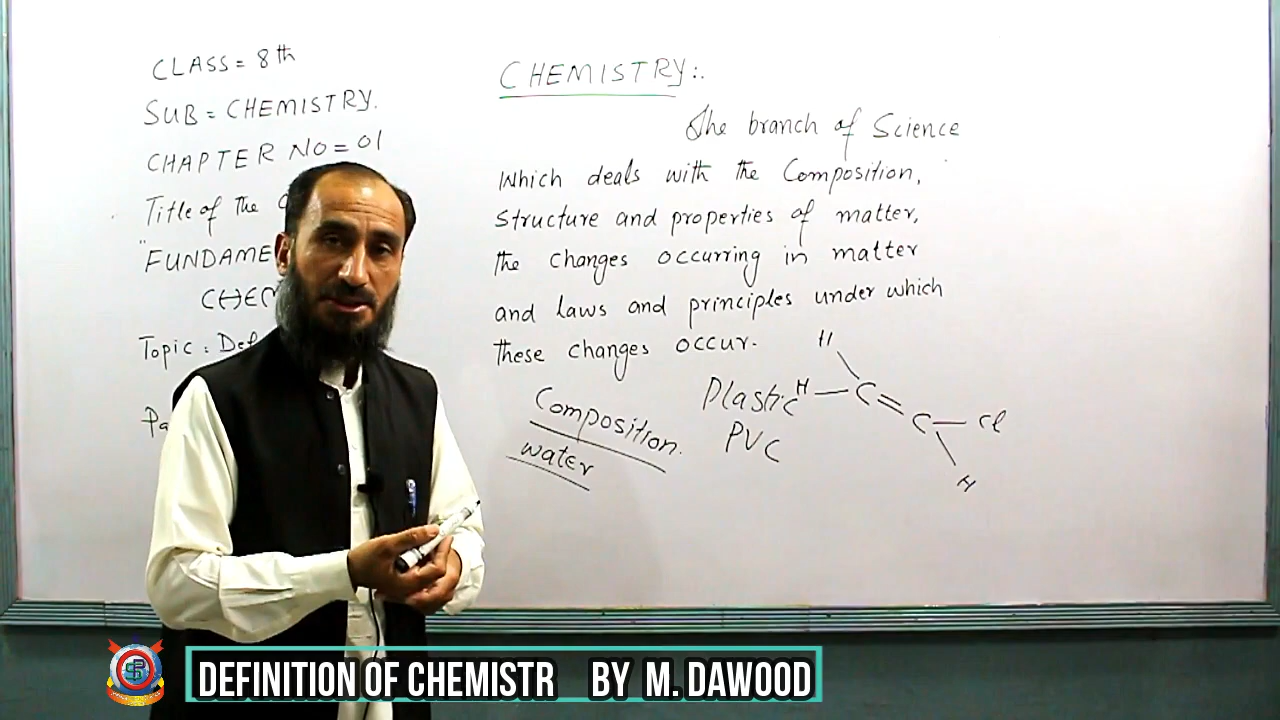 CLASS = 8th
SUB = CHEMISTRY.
CHAPTER NO = 01
Title of the
"FUNDAME
CHEM
Topic : Def
Pa
CHEMISTRY:.
The branch of Science
Which deals with the Composition,
Structure and properties of matter,
the changes occurring in matter
and laws and principles under which
these changes occur.
Composition.
water
Plastic
PVC
H
H C
C Cl
H
DEFINITION OF CHEMISTR BY M. DAWOOD